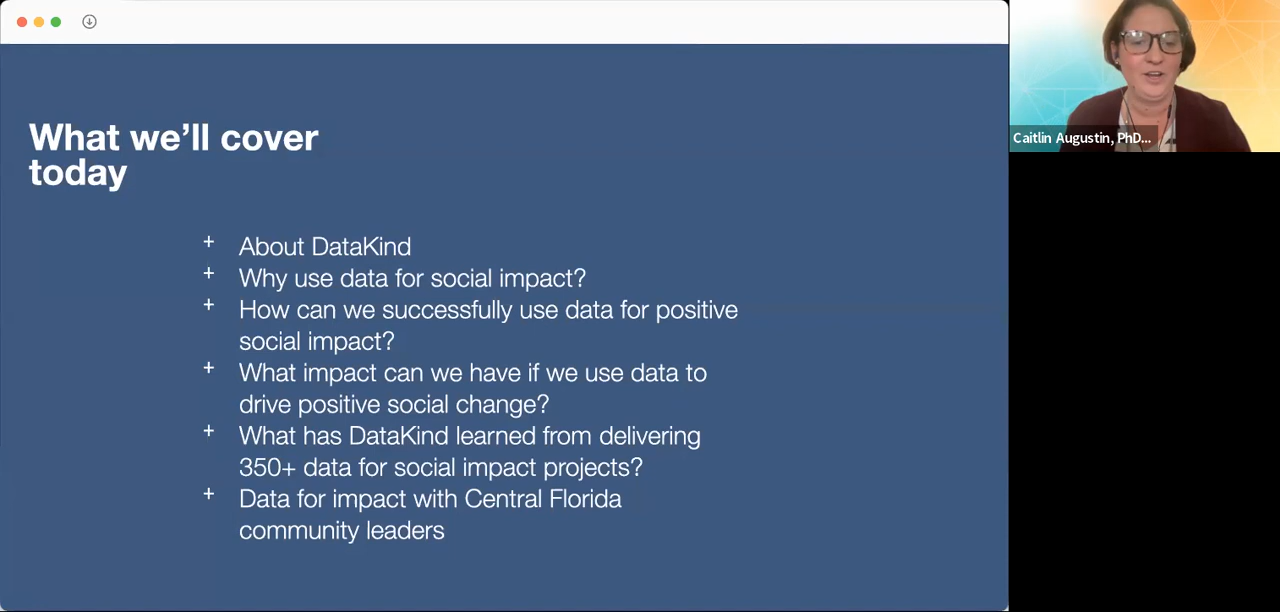 What we'll cover
today
+ About DataKind
+ Why use data for social impact?
+ How can we successfully use data for positive
social impact?
+ What impact can we have if we use data to
drive positive social change?
+ What has DataKind learned from delivering
350+ data for social impact projects?
+ Data for impact with Central Florida
community leaders
Caitlin Augustin, PhD...